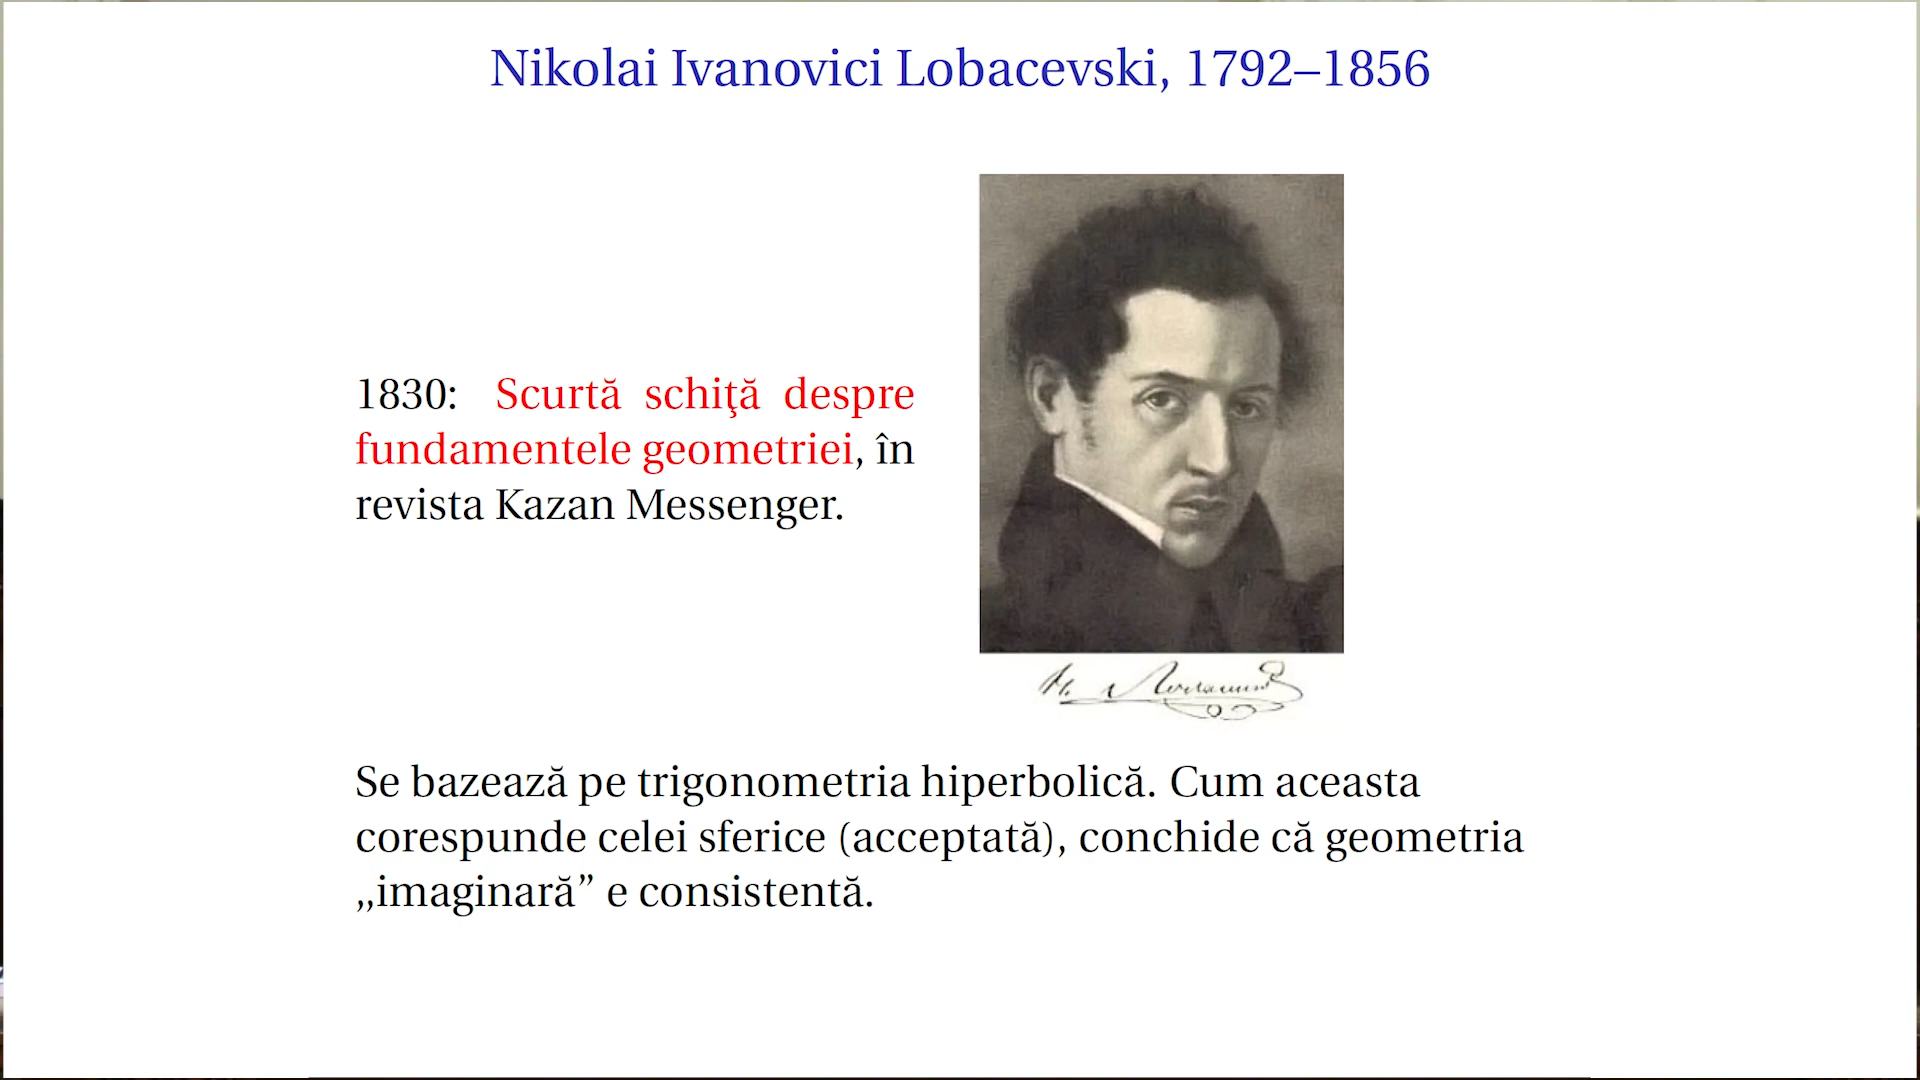 Nikolai Ivanovici Lobacevski, 1792–1856
1830: Scurtă schiţă despre
fundamentele geometriei, în
revista Kazan Messenger.
Se bazează pe trigonometria hiperbolică. Cum aceasta
corespunde celei sferice (acceptată), conchide că geometria
„imaginară” e consistentă.